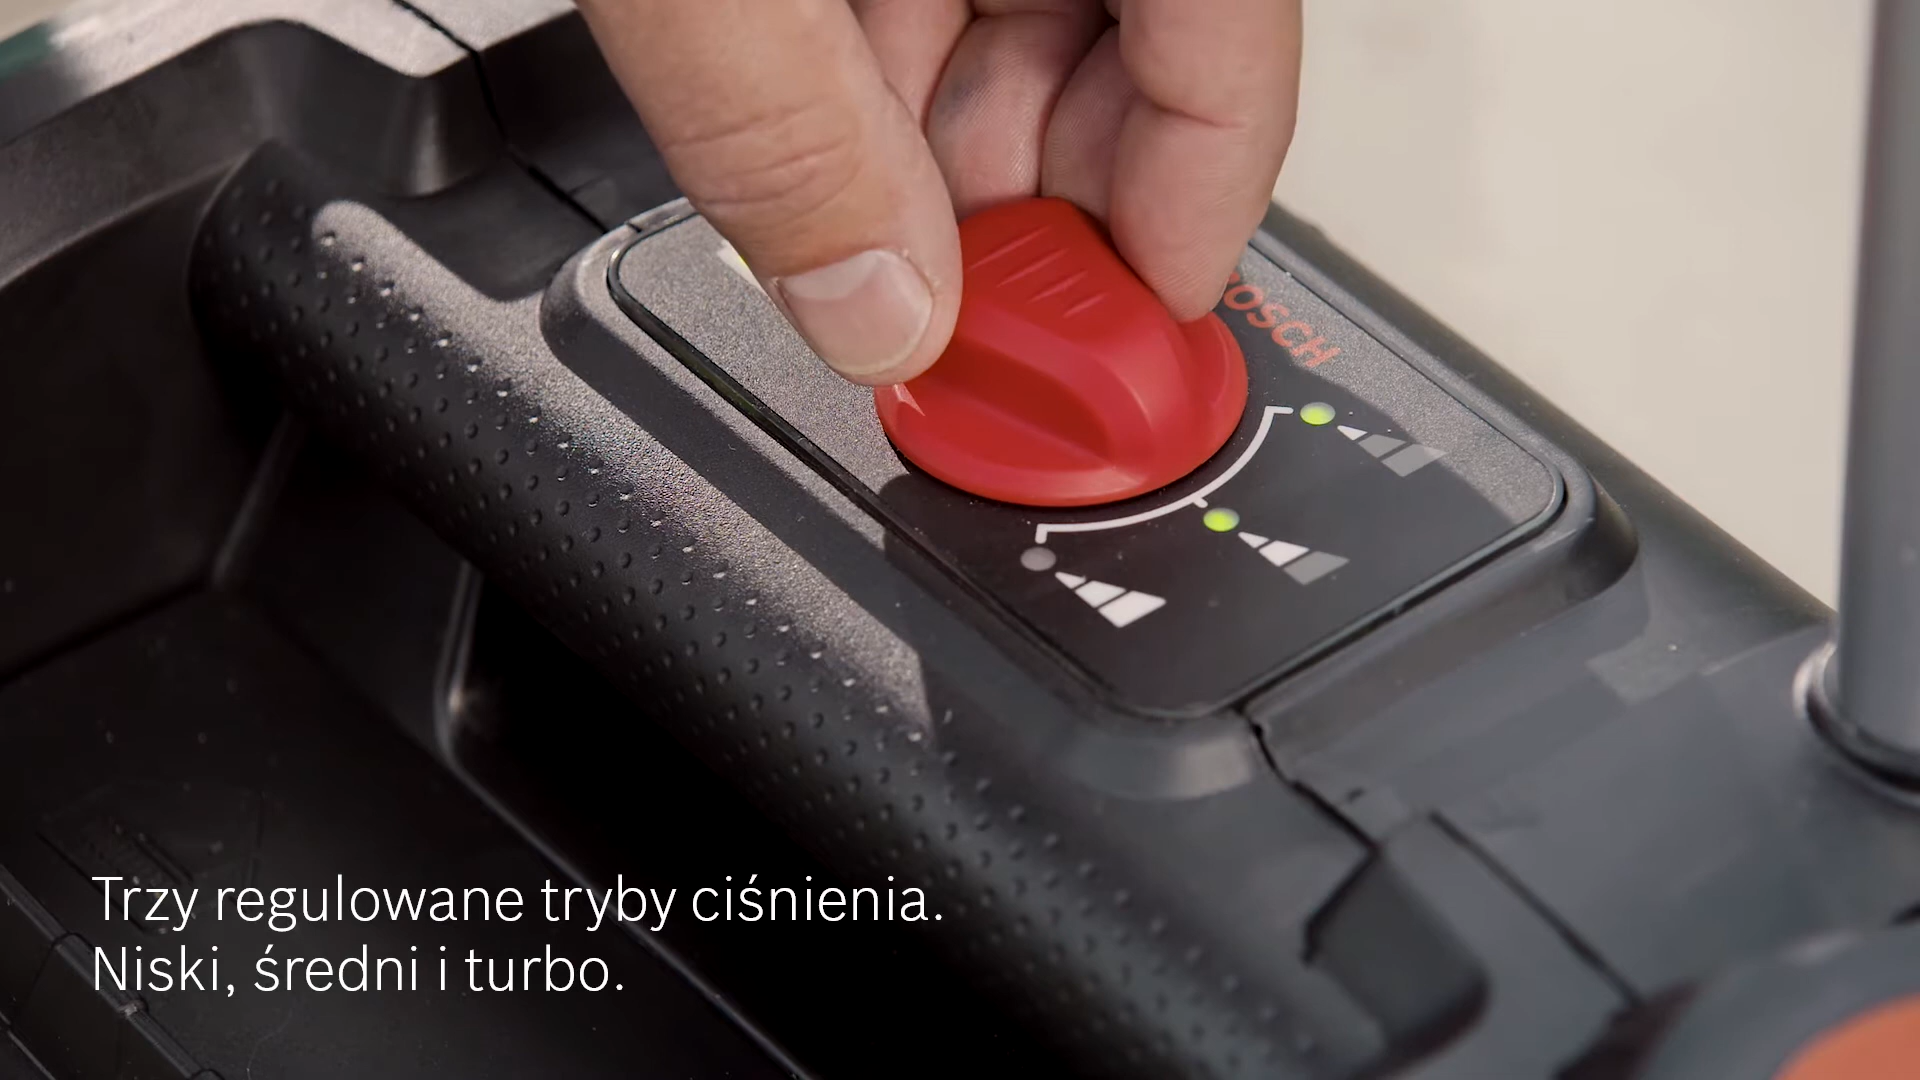 BOSCH
Trzy regulowane tryby ciśnienia.
Niski, średni i turbo.